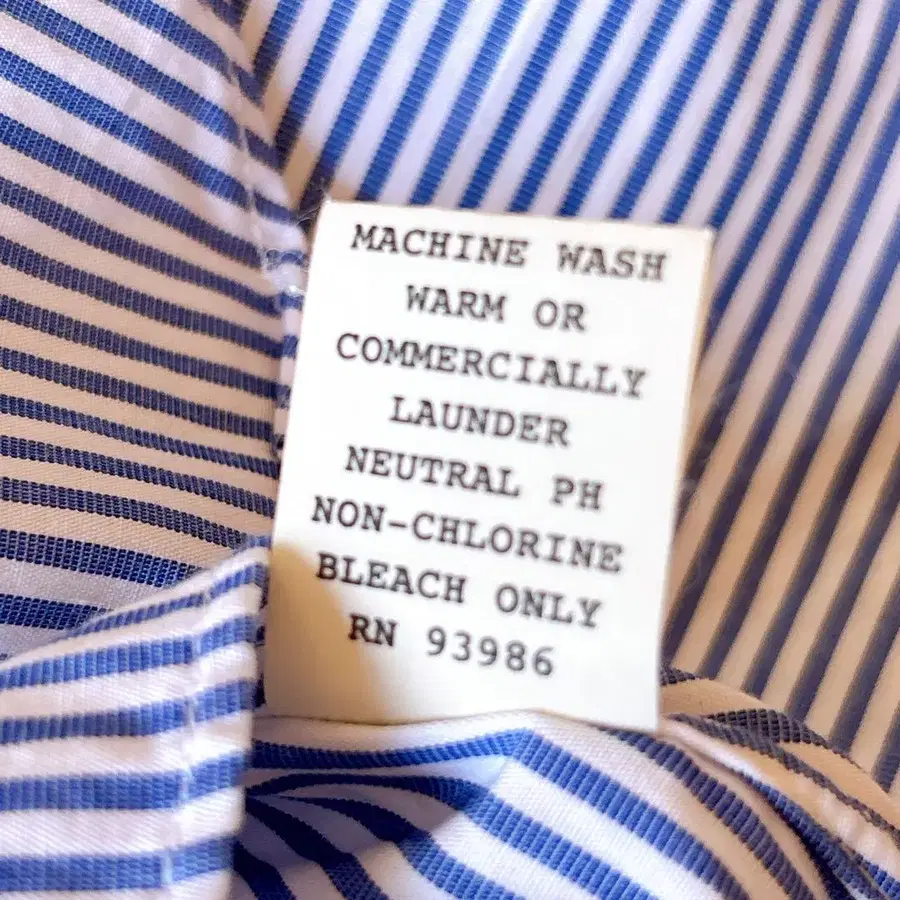 MACHINE WASH
WARM OR
COMMERCIALLY
LAUNDER
NEUTRAL PH
NON-CHLORINE
BLEACH ONLY
RN 93986